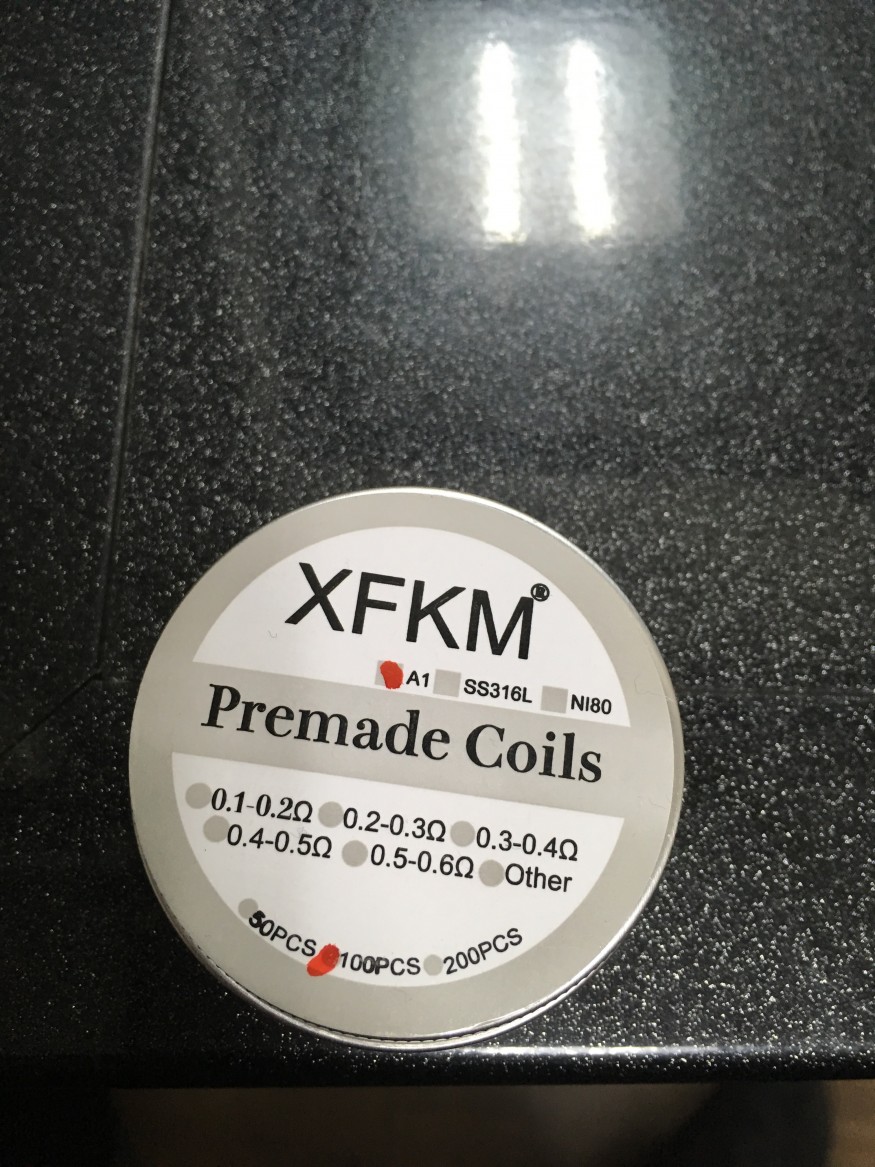 XFKM®
A1 SS316L NI80
Premade Coils
0.1-0.2Ω 0.2-0.3Ω 0.3-0.4Ω
0.4-0.5Ω 0.5-0.6Ω Other
50PCS 100PCS 200PCS